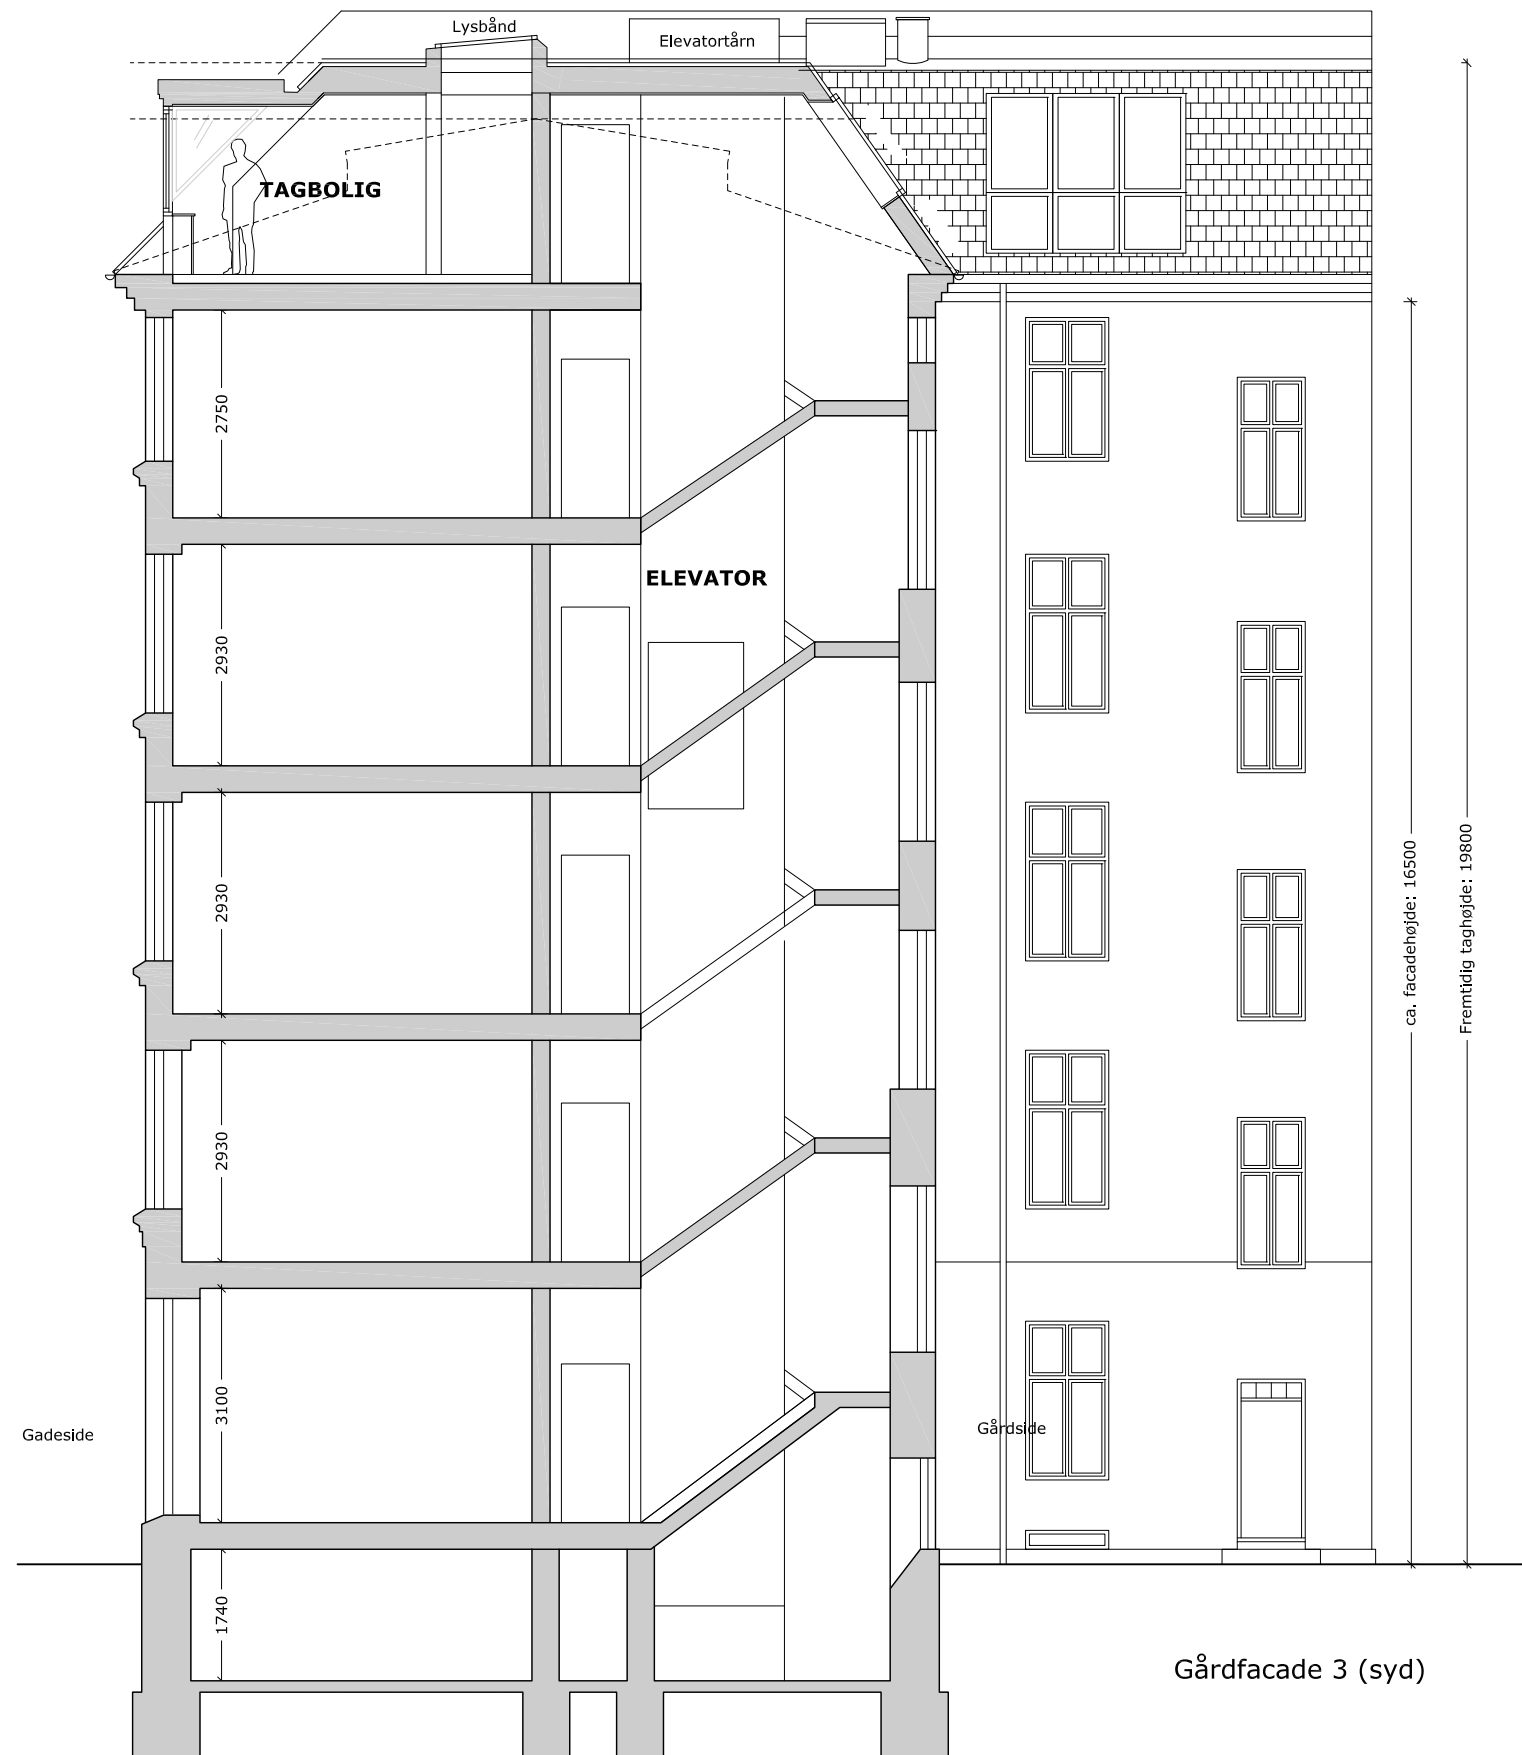 Lysbånd
Elevatortårn
TAGBOLIG
2750
ELEVATOR
2930
2930
ca. facadehøjde: 16500
Fremtidig taghøjde: 19800
2930
3100
Gadeside
Gårdside
1740
Gårdfacade 3 (syd)